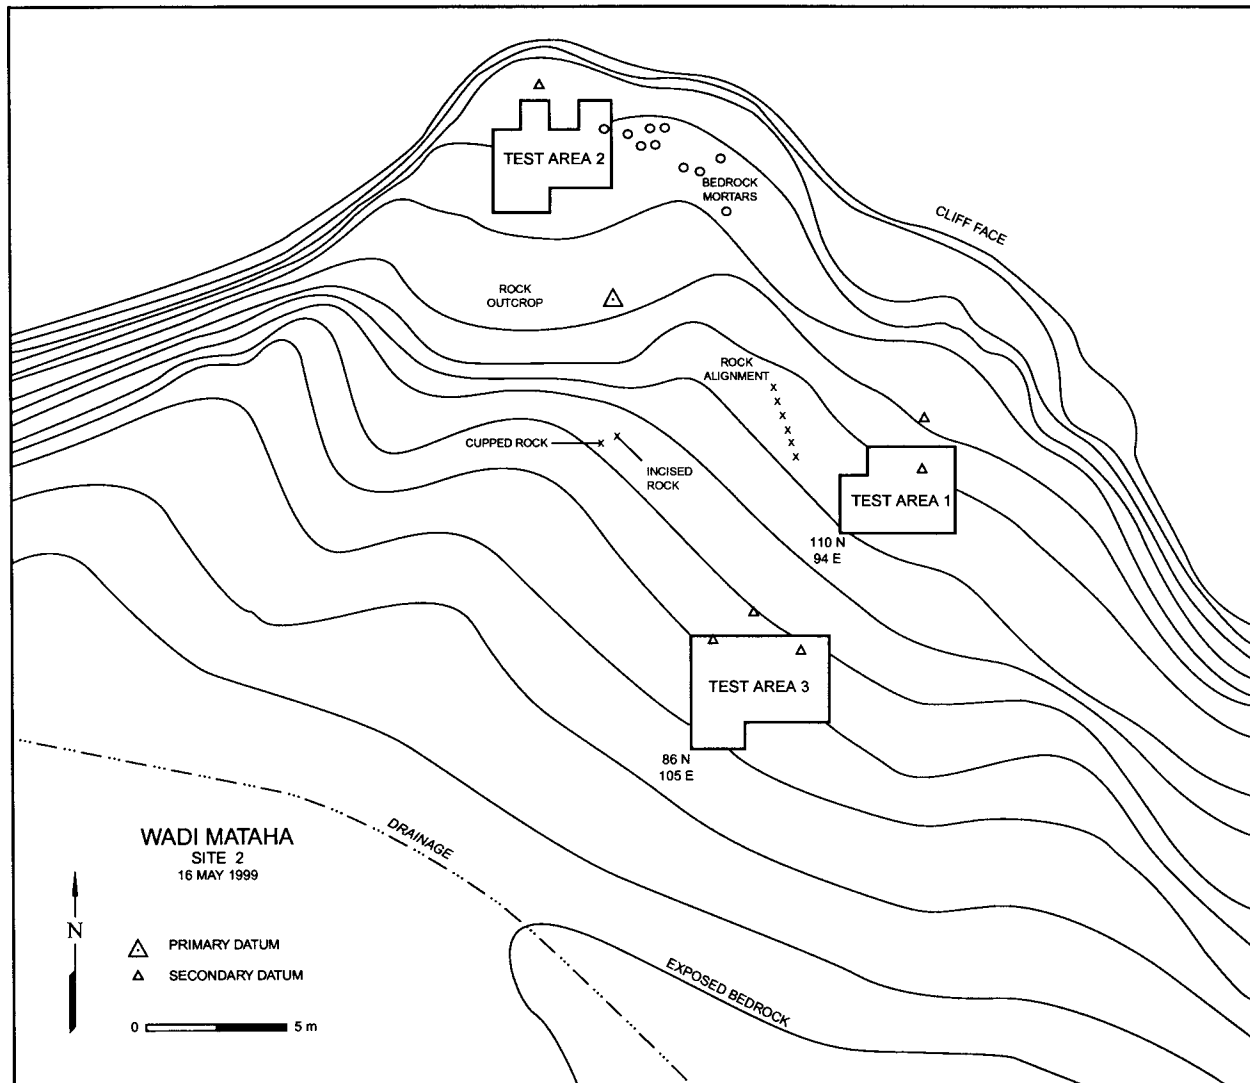 TEST AREA 2
BEDROCK
MORTARS
CLIFF FACE
ROCK
OUTCROP
ROCK
ALIGNMENT
CUPPED ROCK
INCISED
ROCK
TEST AREA 1
110 N
94 E
TEST AREA 3
86 N
105 E
WADI MATAHA
SITE 2
16 MAY 1999
DRAINAGE
N
PRIMARY DATUM
SECONDARY DATUM
0 5 m
EXPOSED BEDROCK